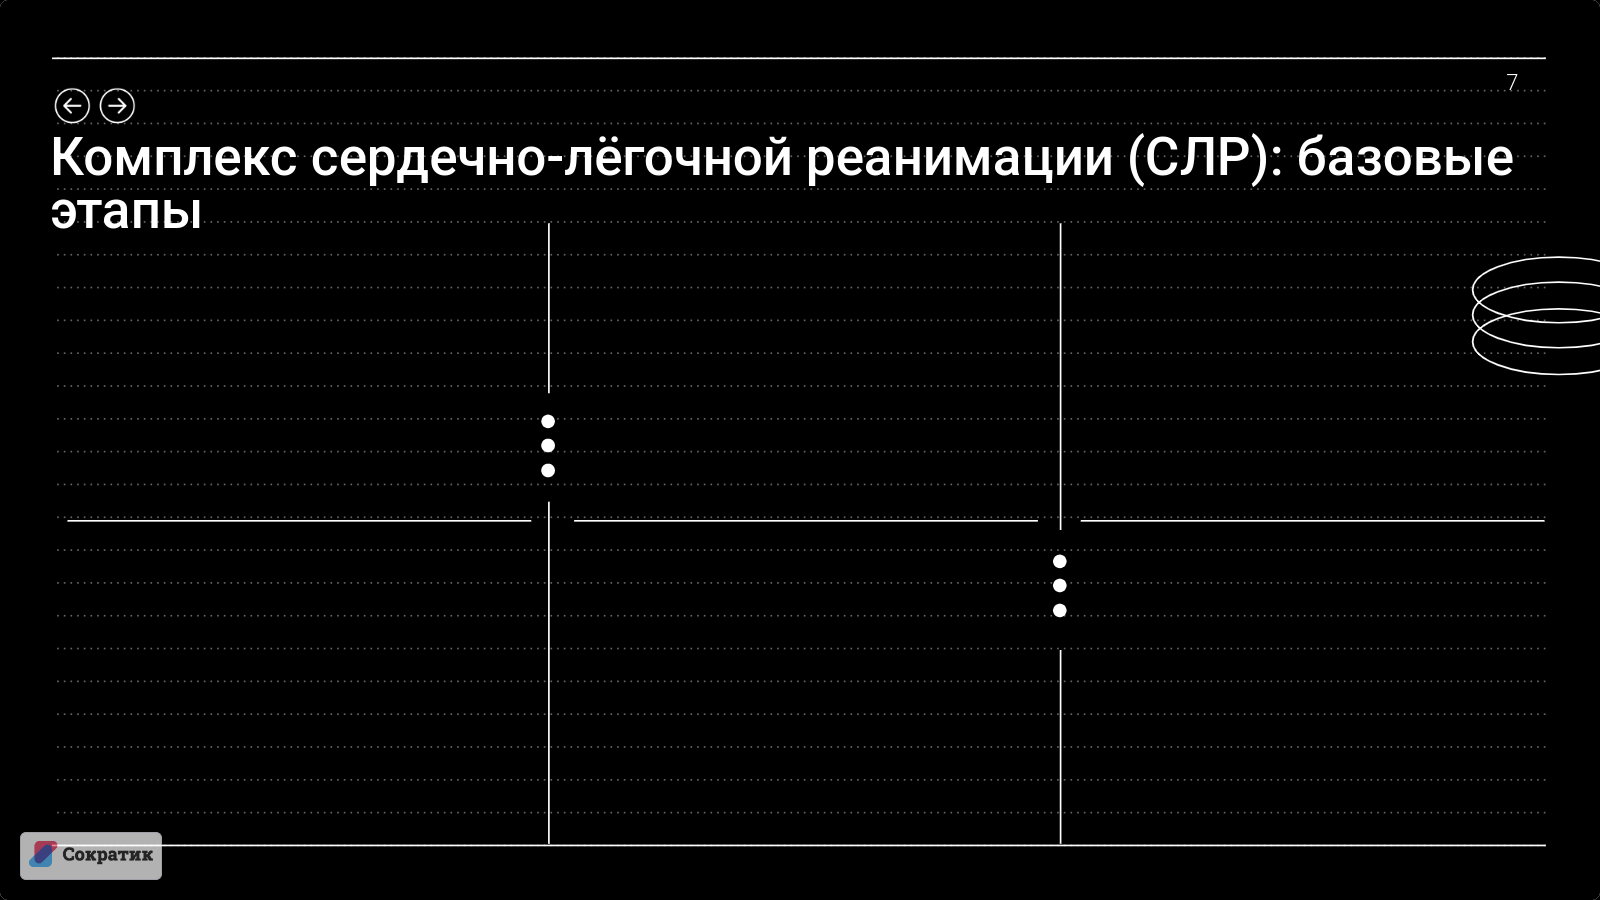 7
Комплекс сердечно-лёгочной реанимации (СЛР): базовые
этапы
Сократик